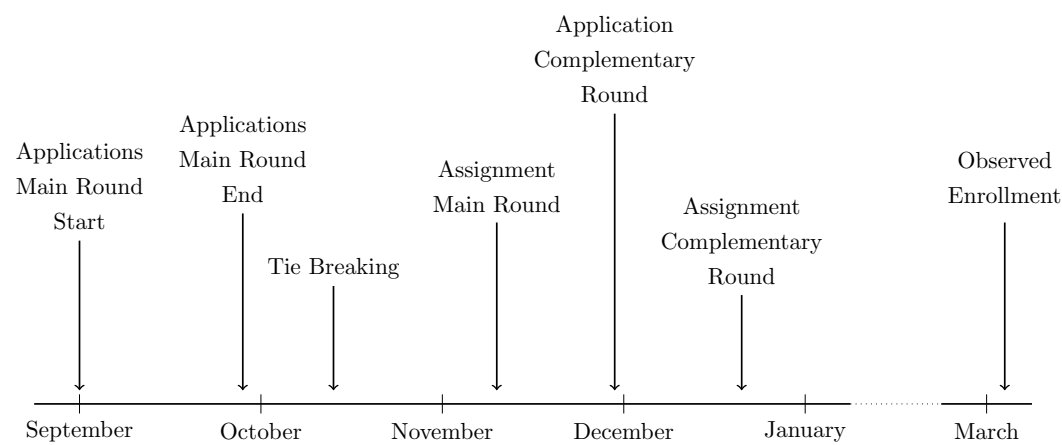 Applications
Main Round
Start
Applications
Main Round
End
Tie Breaking
Assignment
Main Round
Application
Complementary
Round
Assignment
Complementary
Round
Observed
Enrollment
September
October
November
December
January
March